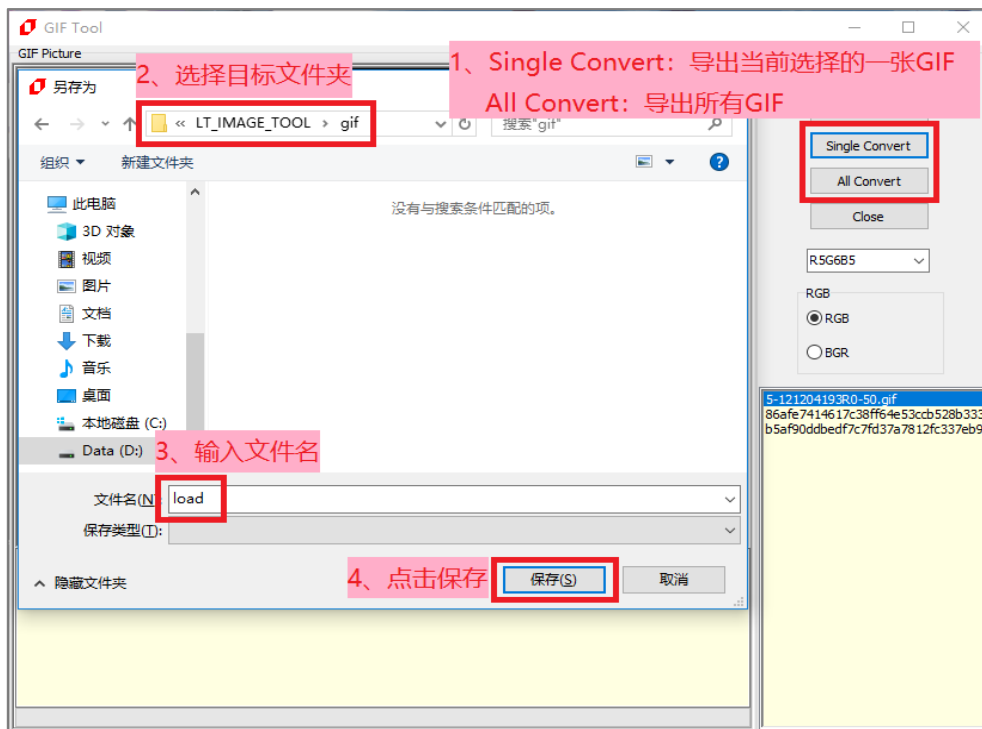 GIF Tool
GIF Picture
1、Single Convert：导出当前选择的一张GIF
All Convert：导出所有GIF
2、选择目标文件夹
另存为
« LT_IMAGE_TOOL › gif
搜索"gif"
组织
新建文件夹
此电脑
3D 对象
视频
图片
文档
下载
音乐
桌面
本地磁盘 (C:)
Data (D:)
没有与搜索条件匹配的项。
3、输入文件名
文件名(N):
load
保存类型(T):
隐藏文件夹
4、点击保存
保存(S)
取消
Single Convert
All Convert
Close
R5G6B5
RGB
RGB
BGR
5-121204193R0-50.gif
86afe7414617c38ff64e53ccb528b333
b5af90ddbedf7c7fd37a7812fc337eb9